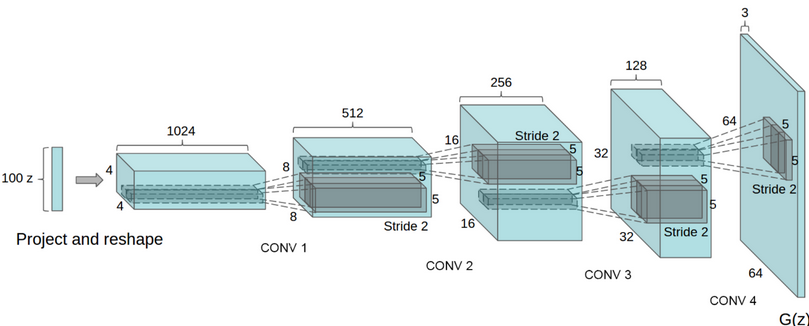 3
128
256
512
1024
64
5
5
Stride 2
16
Stride 2
5
5
32
100 z
4
4
8
5
5
8
Stride 2
16
5
5
Stride 2
32
64
Project and reshape
CONV 1
CONV 2
CONV 3
CONV 4
G(z)